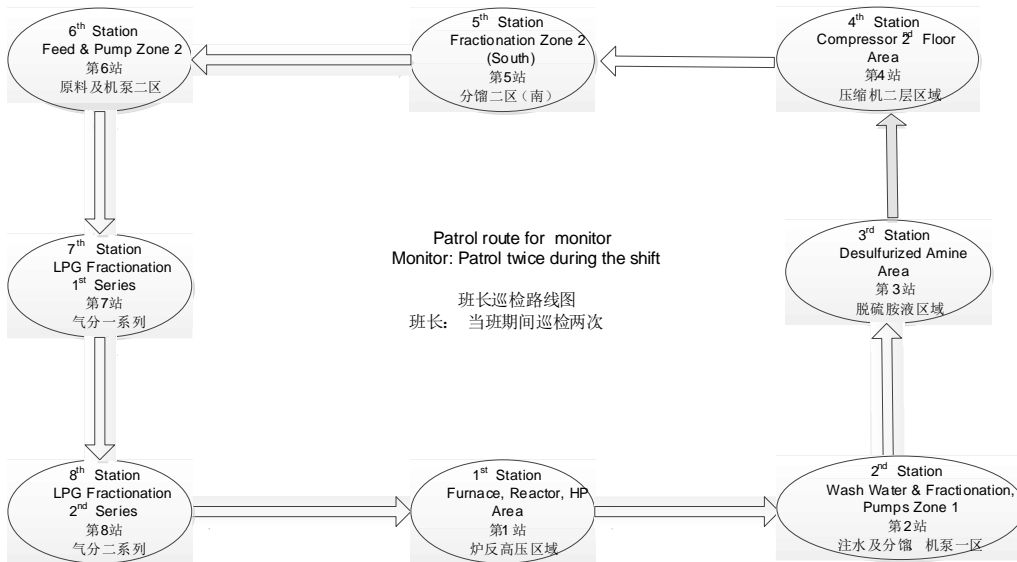 6th Station
Feed & Pump Zone 2
第6站
原料及机泵二区
5th Station
Fractionation Zone 2
(South)
第5站
分馏二区（南）
4th Station
Compressor 2nd Floor
Area
第4站
压缩机二层区域
7th Station
LPG Fractionation
1st Series
第7站
气分一系列
Patrol route for monitor
Monitor: Patrol twice during the shift
班长巡检路线图
班长： 当班期间巡检两次
3rd Station
Desulfurized Amine
Area
第3站
脱硫胺液区域
8th Station
LPG Fractionation
2nd Series
第8站
气分二系列
1st Station
Furnace, Reactor, HP
Area
第1站
炉反高压区域
2nd Station
Wash Water & Fractionation,
Pumps Zone 1
第2站
注水及分馏 机泵一区